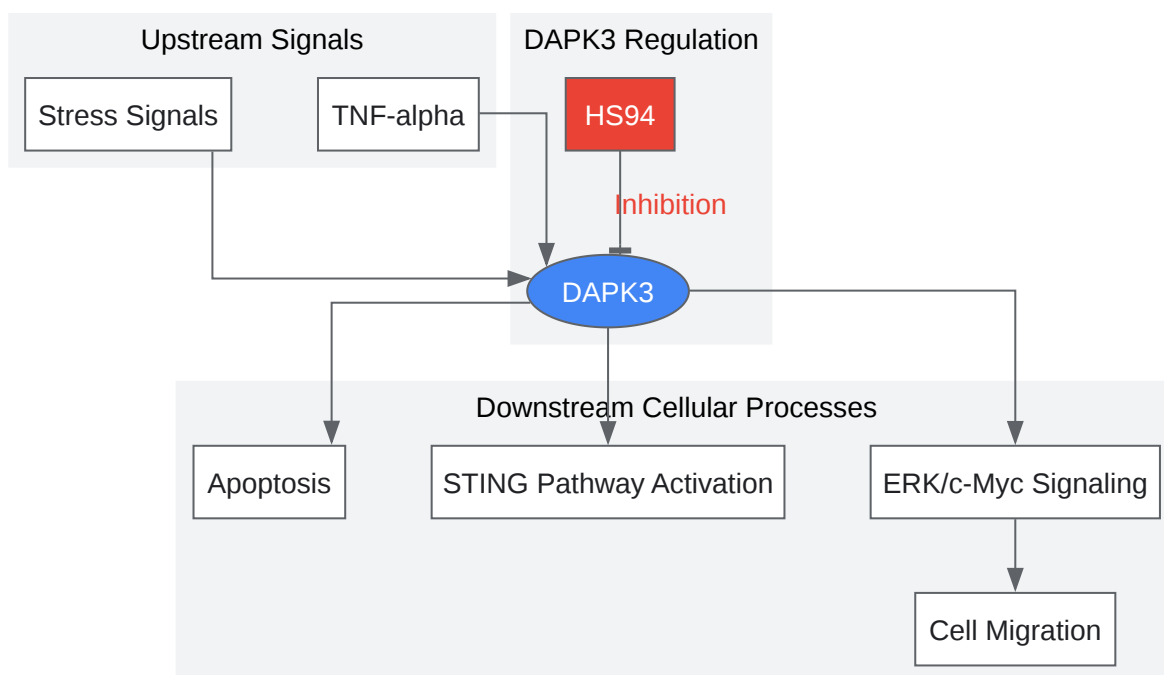 Upstream Signals
DAPK3 Regulation
Stress Signals
TNF-alpha
HS94
Inhibition
DAPK3
Downstream Cellular Processes
Apoptosis
STING Pathway Activation
ERK/c-Myc Signaling
Cell Migration